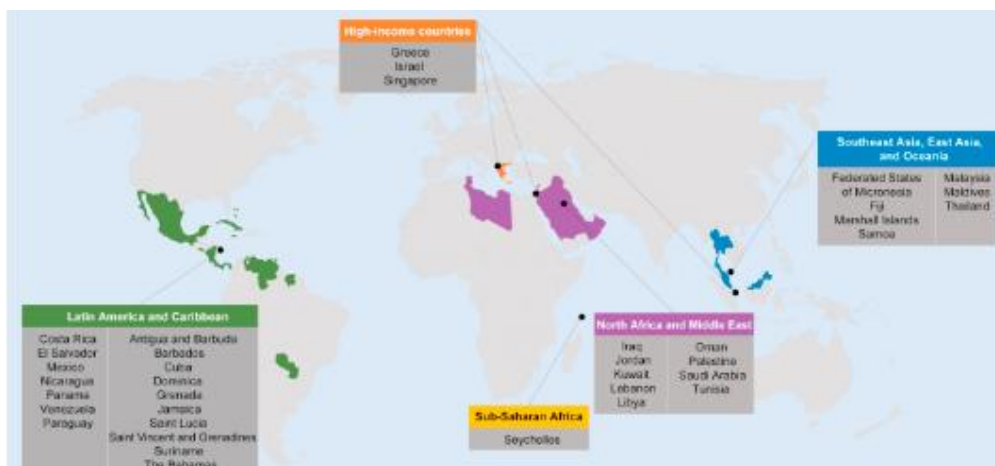 High-income countries
Greece
Israel
Singapore
Southeast Asia, East Asia,
and Oceania
Federated States
of Micronesia
Fiji
Marshall Islands
Samoa
Malaysia
Maldives
Thailand
Latin America and Caribbean
Costa Rica
El Salvador
Mexico
Nicaragua
Panama
Venezuela
Paraguay
Antigua and Barbuda
Barbados
Cuba
Dominica
Grenada
Jamaica
Saint Lucia
Saint Vincent and Grenadines
Suriname
The Bahamas
North Africa and Middle East
Iraq
Jordan
Kuwait
Lebanon
Libya
Oman
Palestine
Saudi Arabia
Tunisia
Sub-Saharan Africa
Seychelles